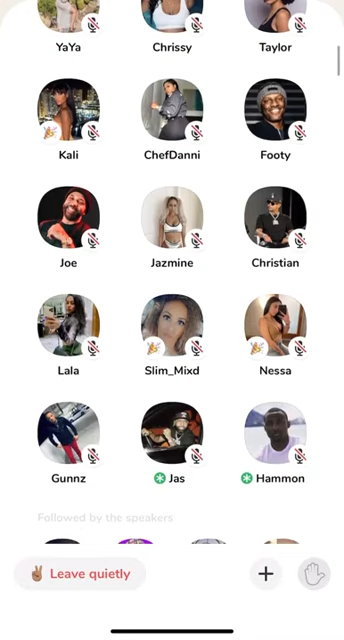 YaYa Chrissy Taylor
Kali ChefDanni Footy
Joe Jazmine Christian
Lala Slim_Mixd Nessa
Gunnz Jas Hammon
Followed by the speakers
Leave quietly